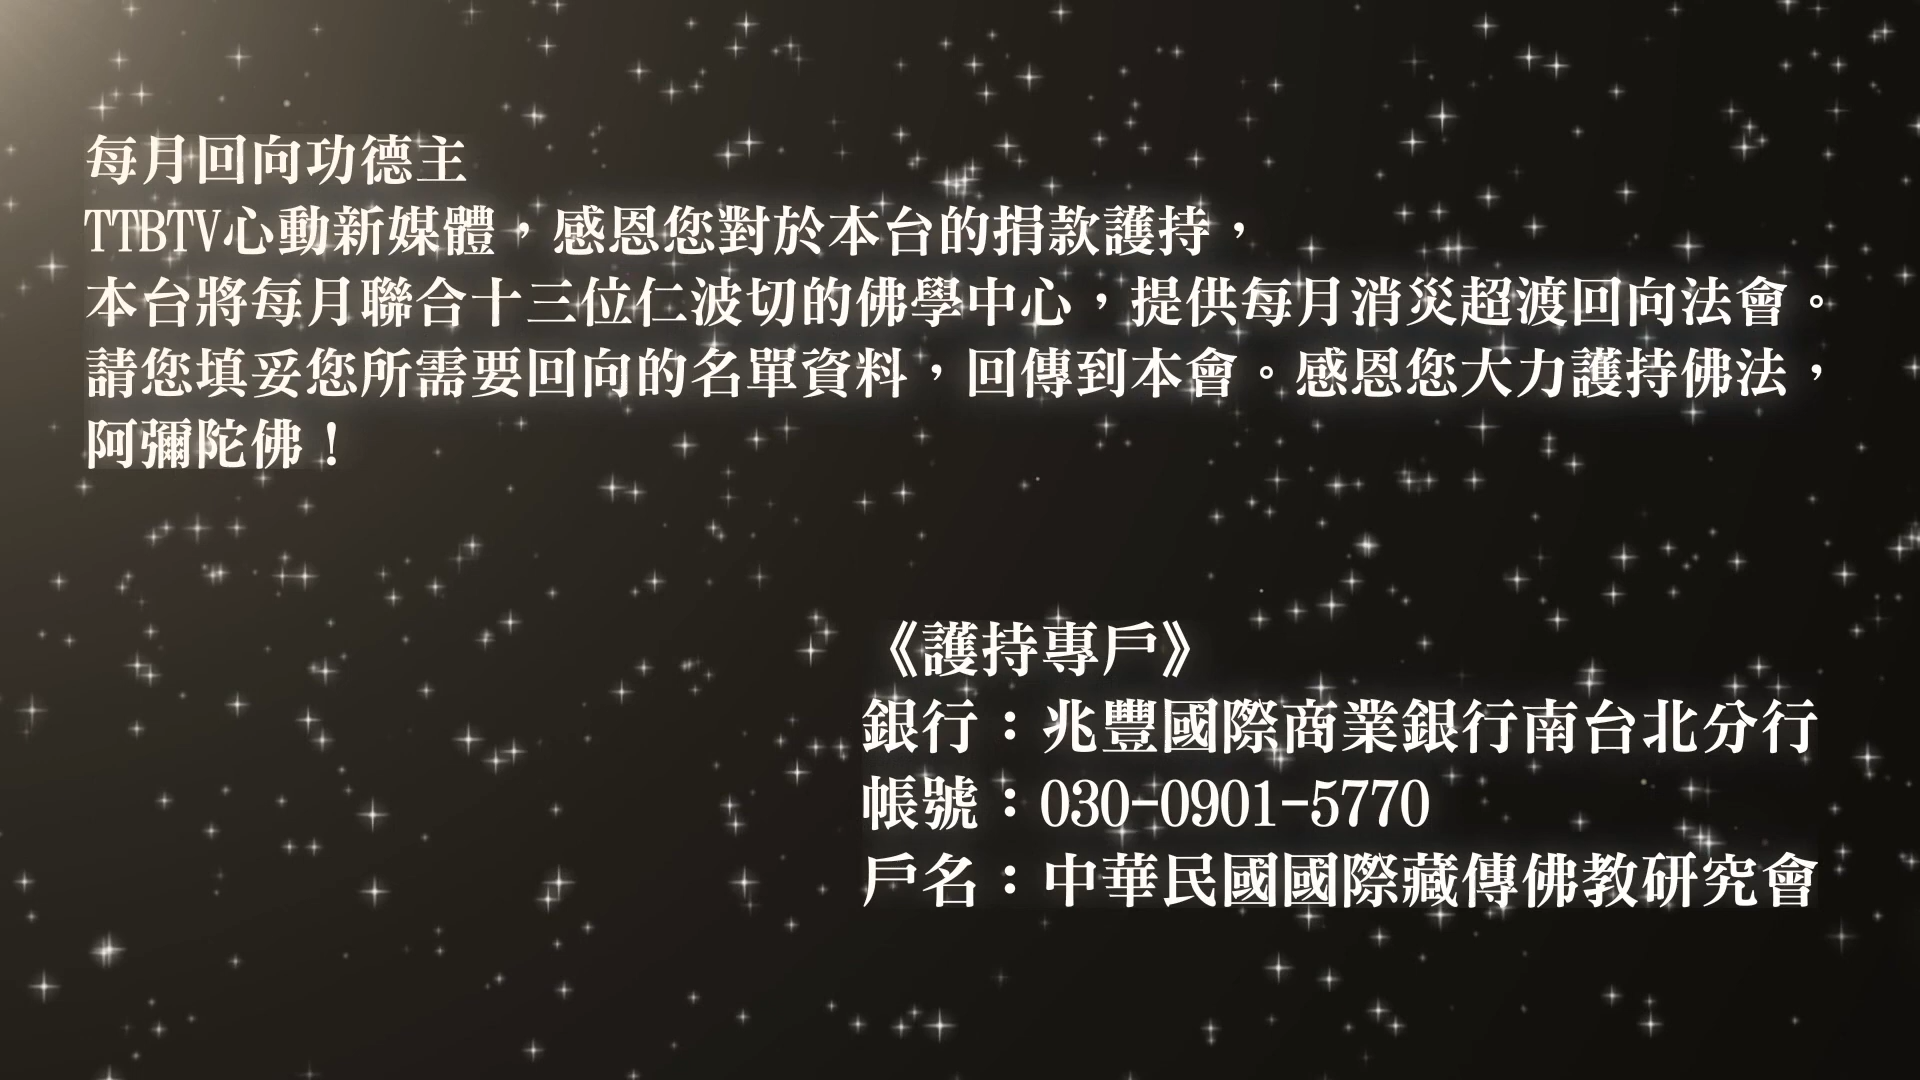 每月回向功德主
TTBTV心動新媒體，感恩您對於本台的捐款護持，
本台將每月聯合十三位仁波切的佛學中心，提供每月消災超渡回向法會。
請您填妥您所需要回向的名單資料，回傳到本會。感恩您大力護持佛法，
阿彌陀佛！
《護持專戶》
銀行：兆豐國際商業銀行南台北分行
帳號：030-0901-5770
戶名：中華民國國際藏傳佛教研究會